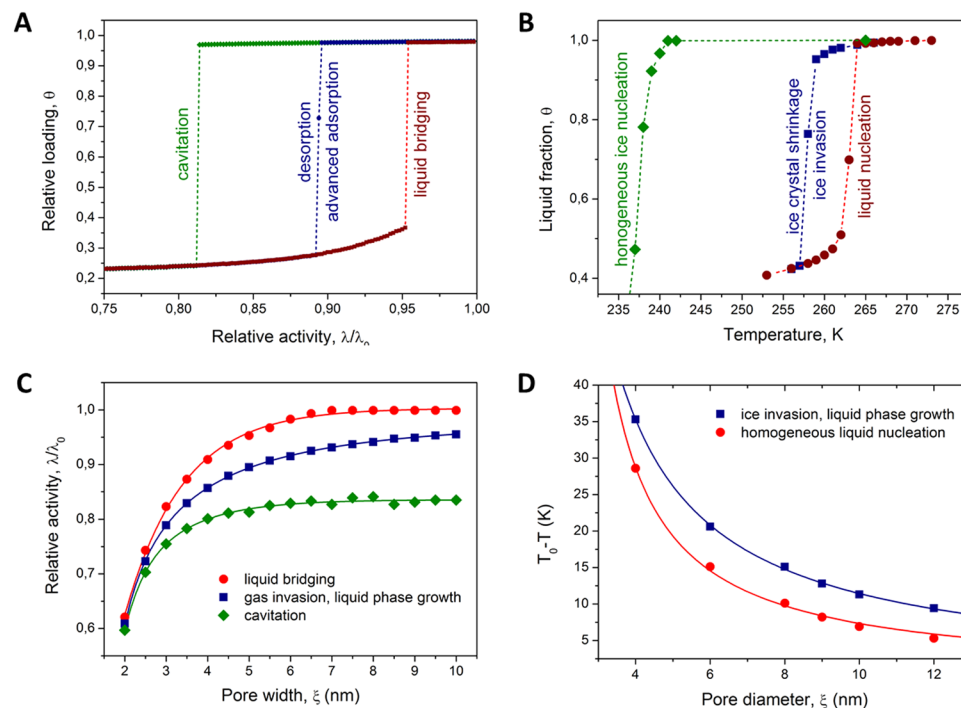 A
Relative loading, θ
1,0
0,9
0,8
0,7
0,6
0,5
0,4
0,3
0,2
0,1
cavitation
desorption
advanced adsorption
liquid bridging
0,75
0,80
0,85
0,90
0,95
1,00
Relative activity, λ/λ₀
B
Liquid fraction, θ
1,0
0,8
0,6
0,4
honogeneous ice nucleation
ice crystal shrinkage
ice invasion
liquid nucleation
235
240
245
250
255
260
265
270
275
Temperature, K
C
Relative activity, λ/λ₀
1,0
0,9
0,8
0,7
0,6
liquid bridging
gas invasion, liquid phase growth
cavitation
2
3
4
5
6
7
8
9
10
Pore width, ξ (nm)
D
T₀-T (K)
40
35
30
25
20
15
10
5
ice invasion, liquid phase growth
homogeneous liquid nucleation
4
6
8
10
12
Pore diameter, ξ (nm)